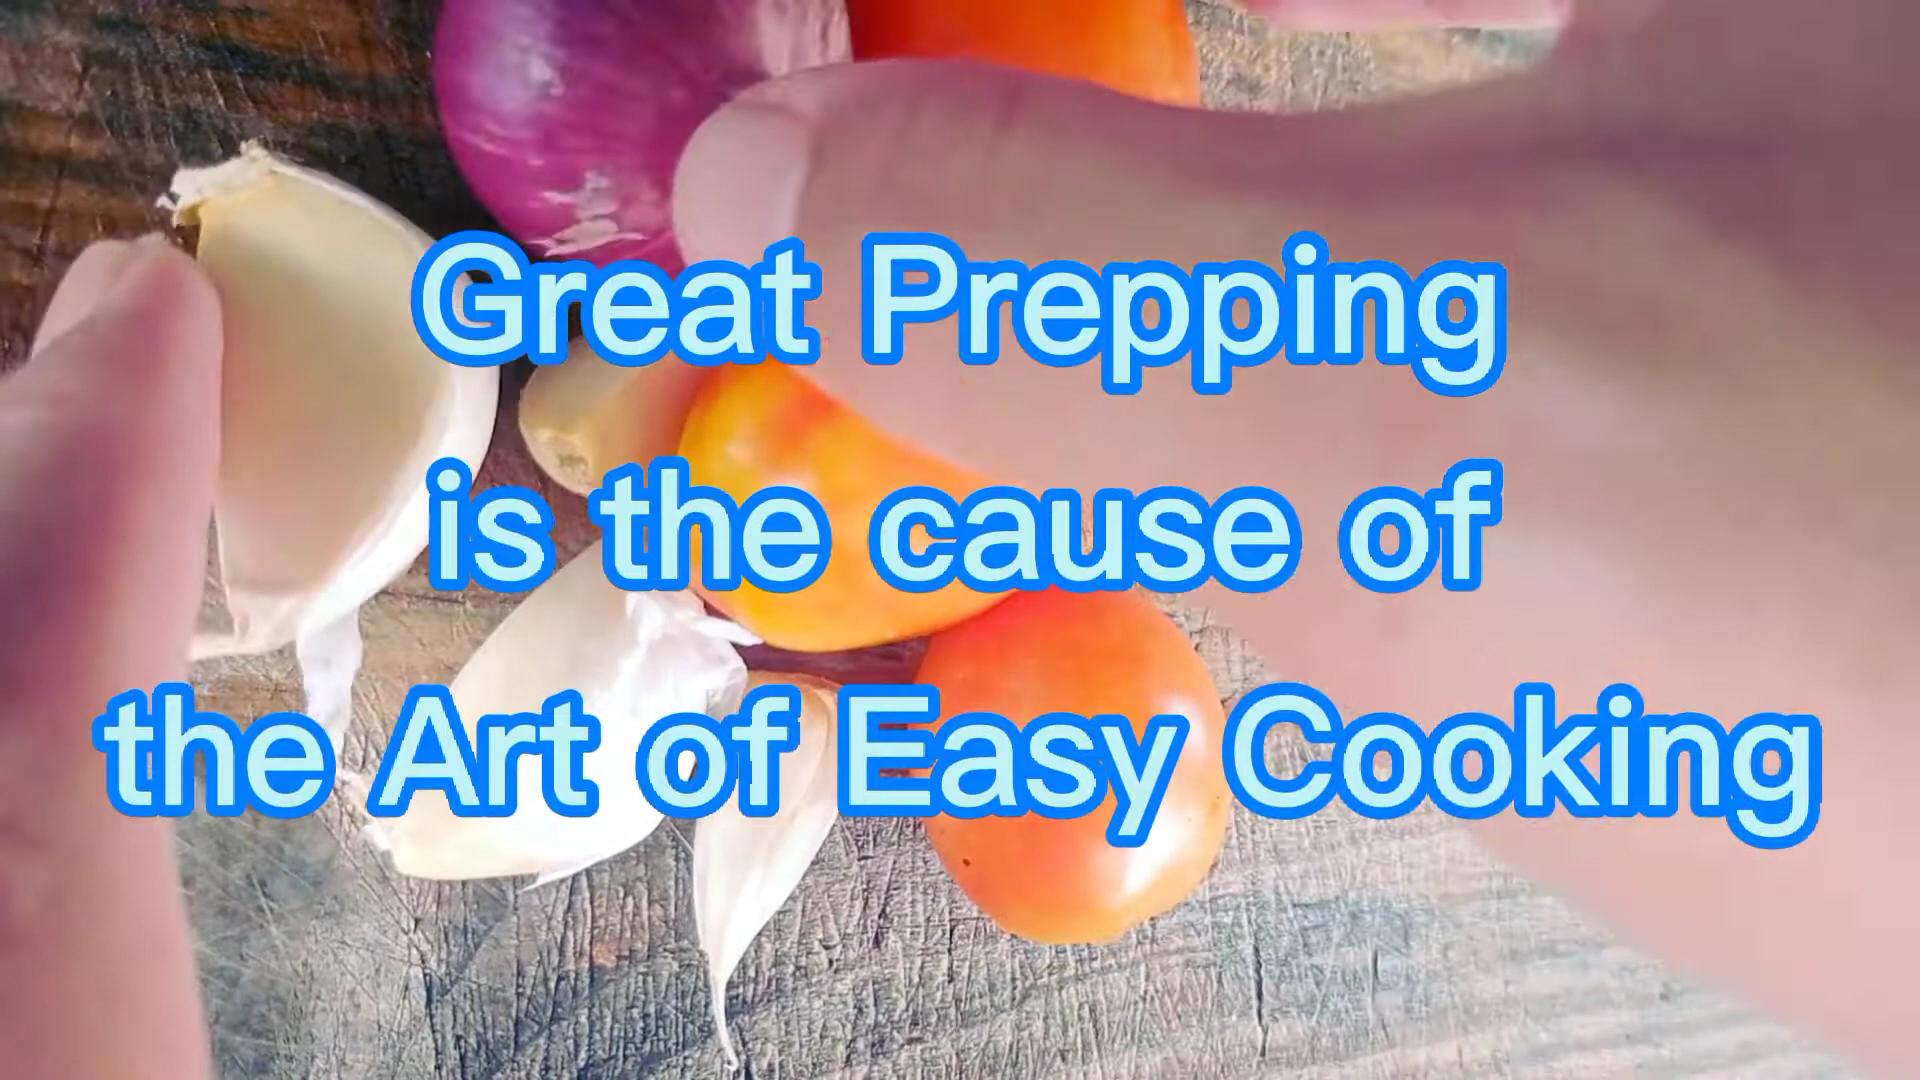 Great Prepping
is the cause of
the Art of Easy Cooking